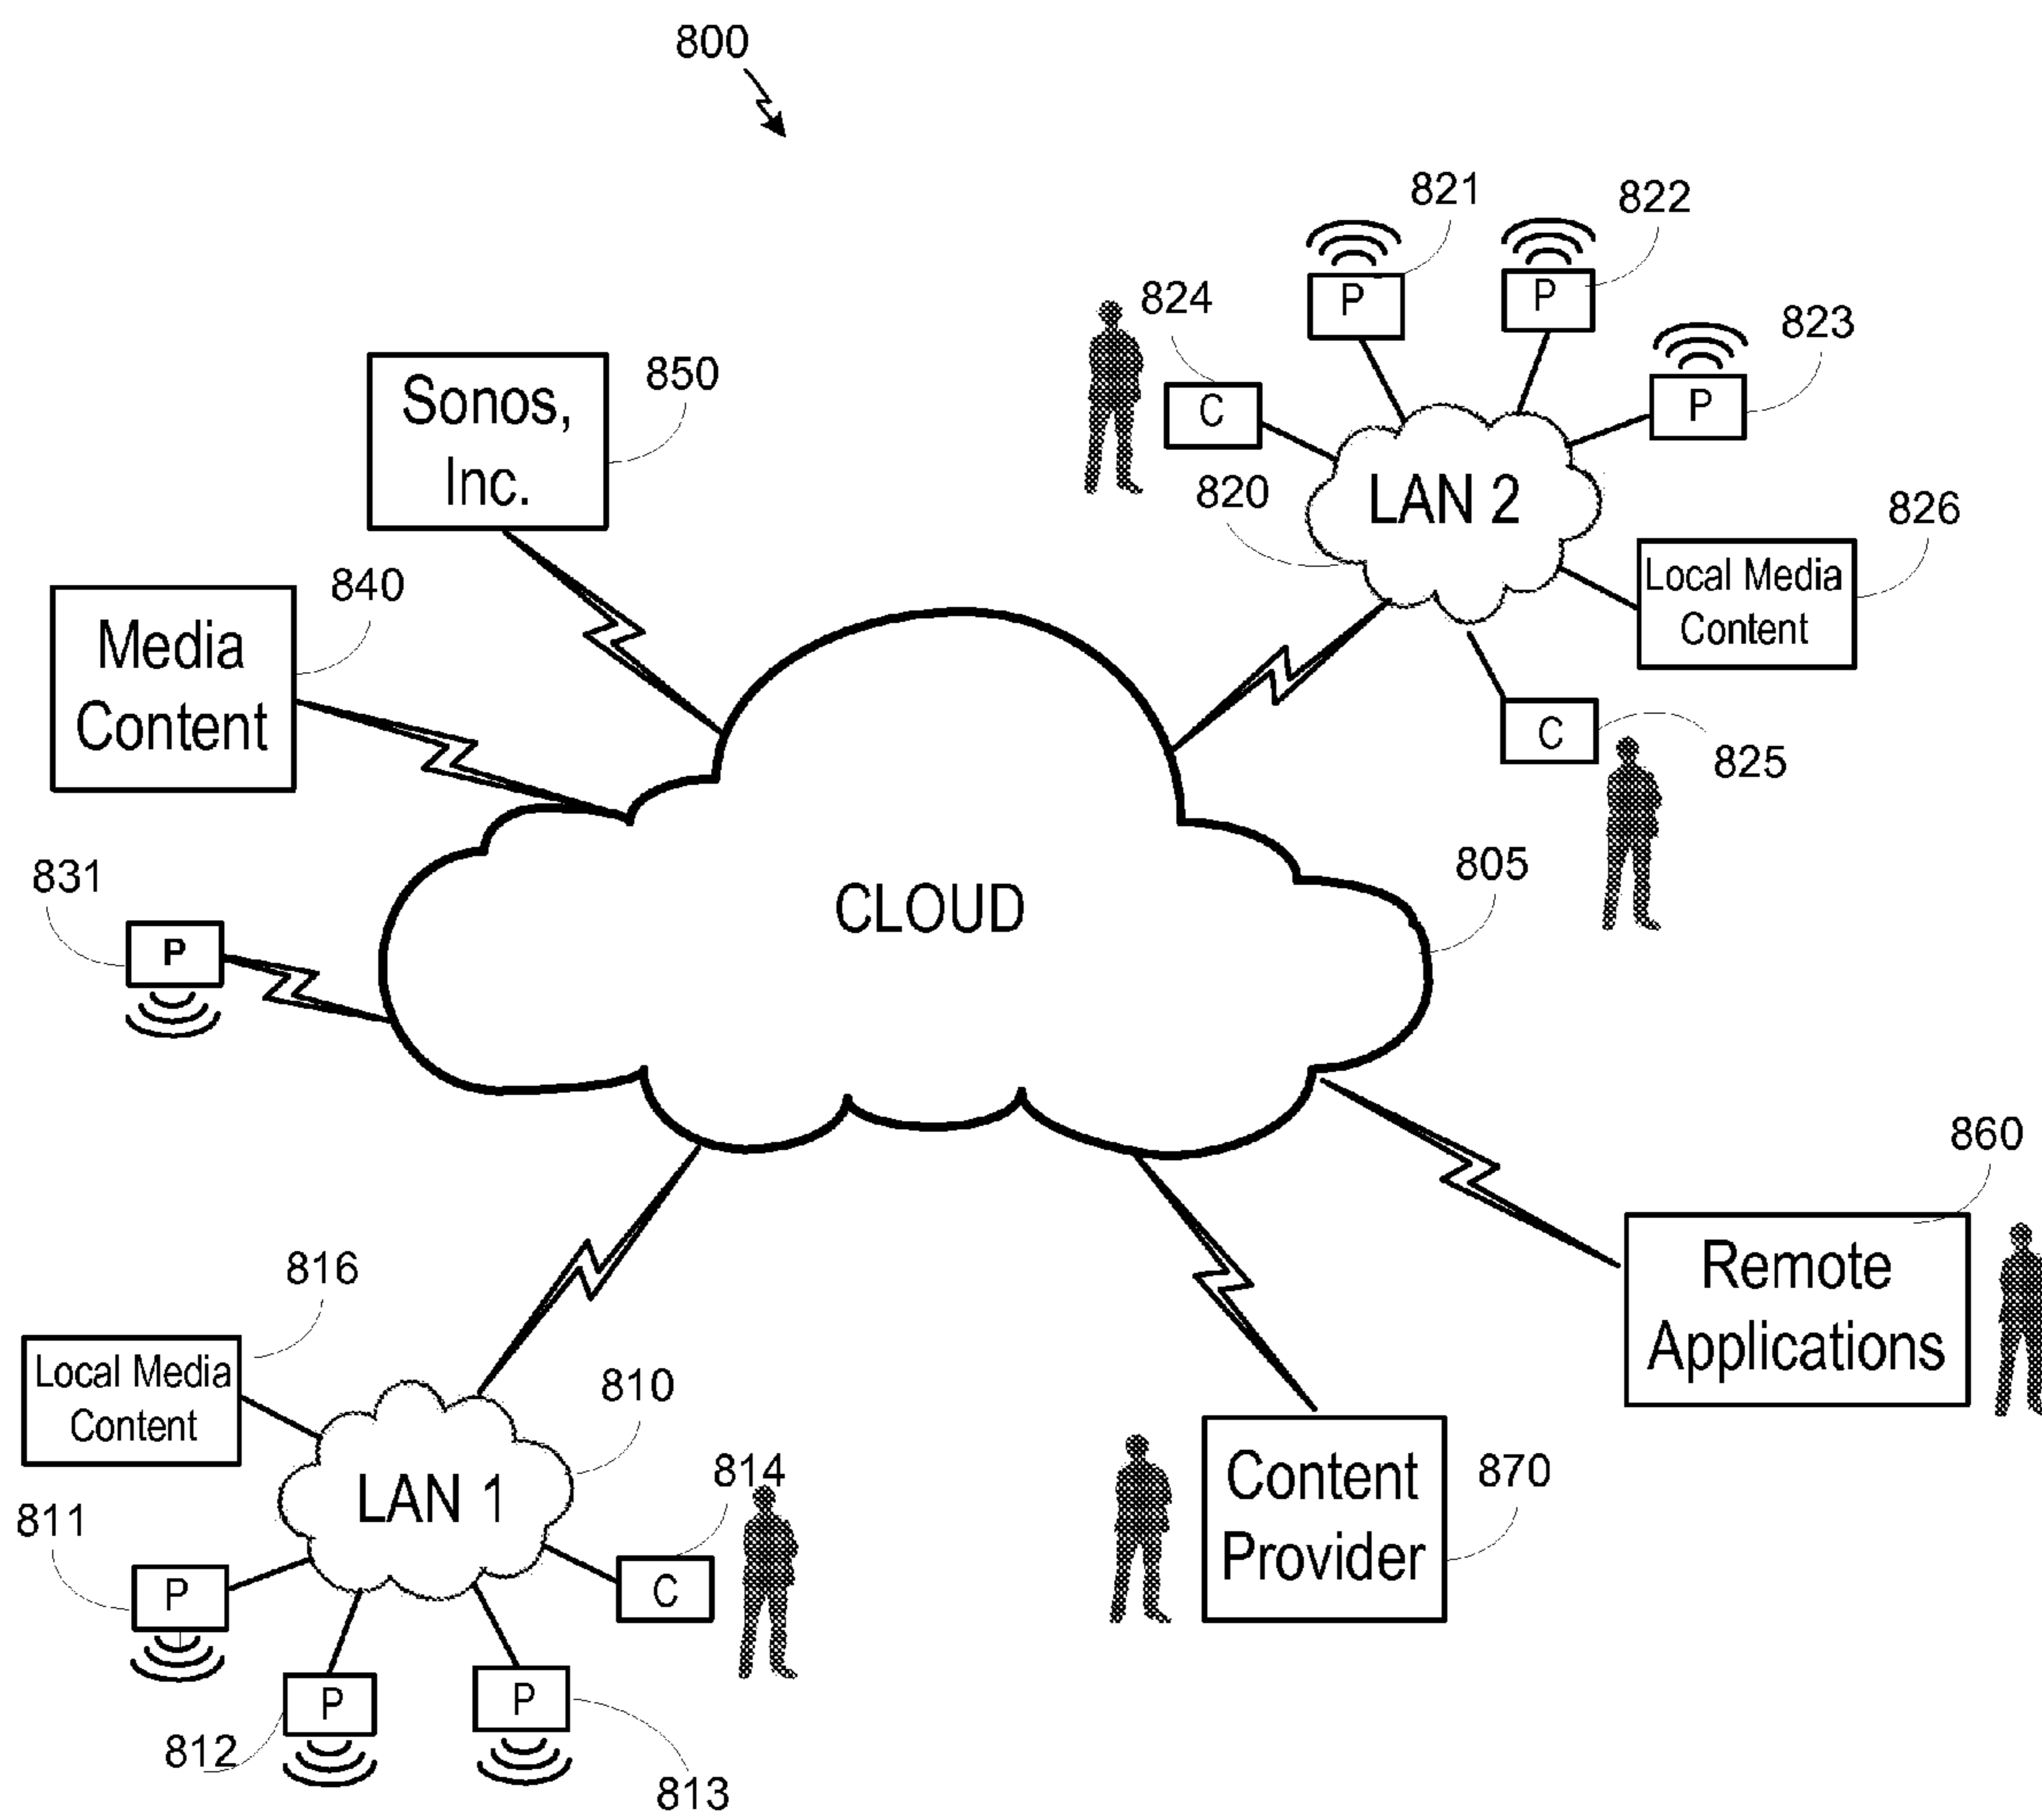 800
821
822
824
P
P
823
850
Sonos,
Inc.
C
P
820
LAN 2
826
840
Local Media
Content
Media
Content
C
825
831
805
CLOUD
P
860
816
Remote
Applications
Local Media
Content
810
814
Content
Provider
870
LAN 1
811
P
C
P
P
812
813